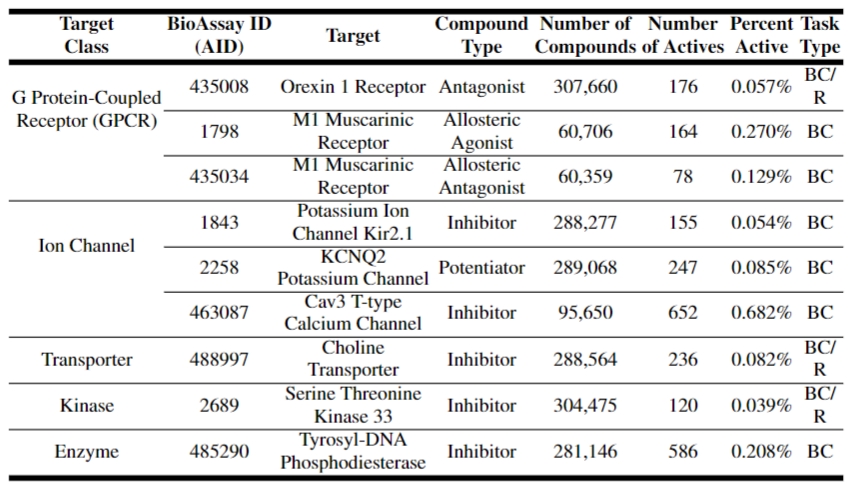 Target Class BioAssay ID (AID) Target Compound Type Number of Compounds Number of Actives Percent Active Task Type
G Protein-Coupled Receptor (GPCR) 435008 Orexin 1 Receptor Antagonist 307,660 176 0.057% BC/ R
1798 M1 Muscarinic Receptor Allosteric Agonist 60,706 164 0.270% BC
435034 M1 Muscarinic Receptor Allosteric Antagonist 60,359 78 0.129% BC
Ion Channel 1843 Potassium Ion Channel Kir2.1 Inhibitor 288,277 155 0.054% BC
2258 KCNQ2 Potassium Channel Potentiator 289,068 247 0.085% BC
463087 Cav3 T-type Calcium Channel Inhibitor 95,650 652 0.682% BC
Transporter 488997 Choline Transporter Inhibitor 288,564 236 0.082% BC/ R
Kinase 2689 Serine Threonine Kinase 33 Inhibitor 304,475 120 0.039% BC/ R
Enzyme 485290 Tyrosyl-DNA Phosphodiesterase Inhibitor 281,146 586 0.208% BC